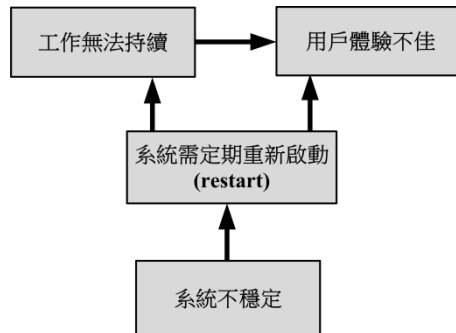 工作無法持續
用戶體驗不佳
系統需定期重新啟動
(restart)
系統不穩定